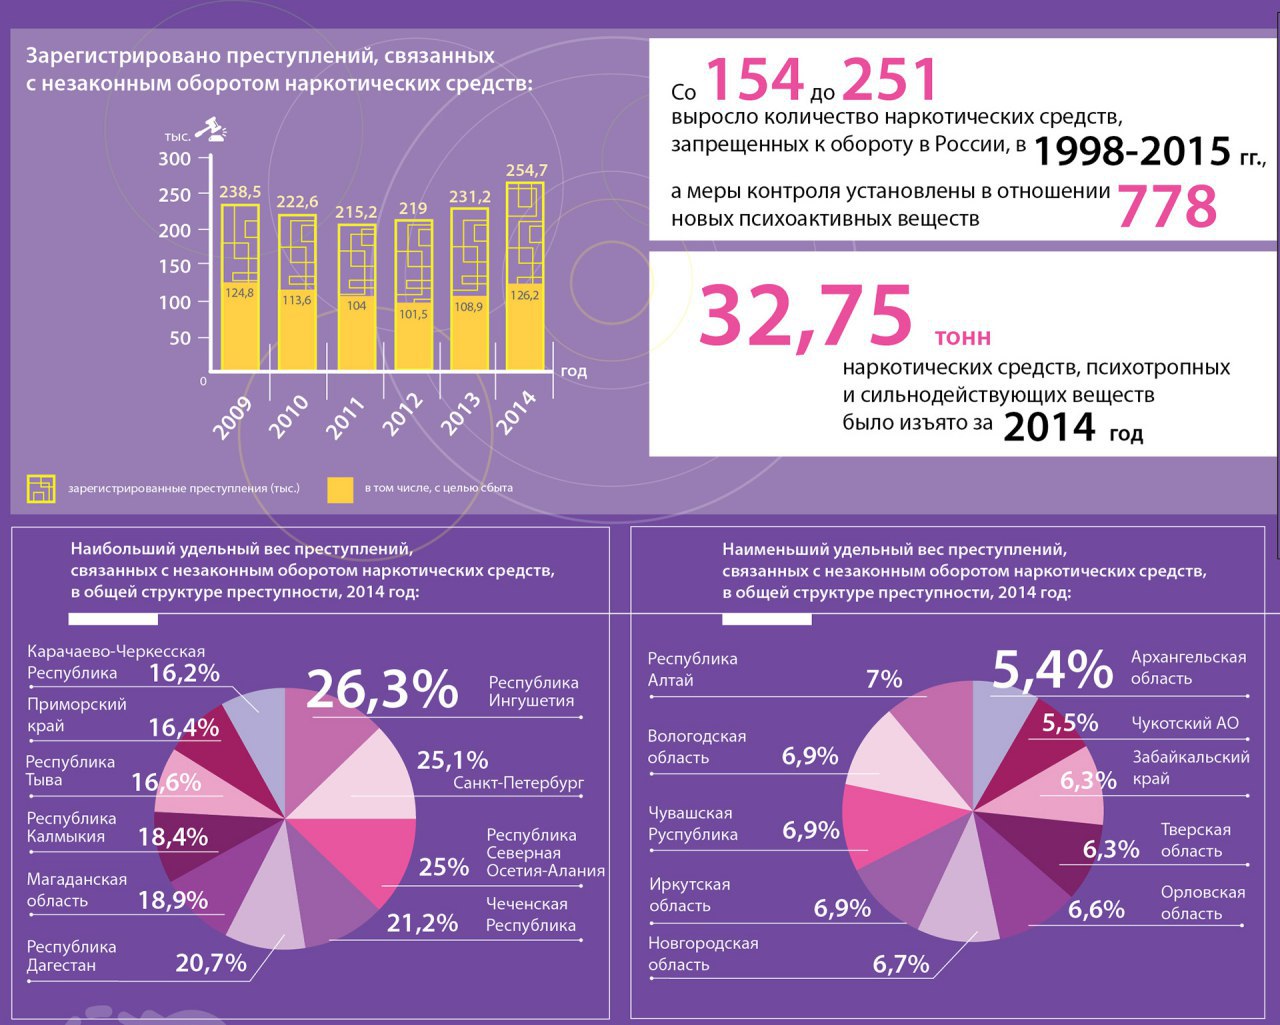 Зарегистрировано преступлений, связанных
с незаконным оборотом наркотических средств:
тыс.
300
250
200
150
100
50
0
238,5
222,6
215,2
219
231,2
254,7
124,8
113,6
104
101,5
108,9
126,2
год
2009
2010
2011
2012
2013
2014
зарегистрированные преступления (тыс.)
в том числе, с целью сбыта
Со 154 до 251
выросло количество наркотических средств,
запрещенных к обороту в России, в 1998-2015 гг.,
а меры контроля установлены в отношении 778
новых психоактивных веществ
32,75 тонн
наркотических средств, психотропных
и сильнодействующих веществ
было изъято за 2014 год
Наибольший удельный вес преступлений,
связанных с незаконным оборотом наркотических средств,
в общей структуре преступности, 2014 год:
Карачаево-Черкесская
Республика 16,2%
Приморский
край 16,4%
Республика
Тыва 16,6%
Республика
Калмыкия 18,4%
Магаданская
область 18,9%
Республика
Дагестан 20,7%
26,3% Республика
Ингушетия
25,1%
Санкт-Петербург
Республика
Северная
25% Осетия-Алания
Чеченская
21,2% Республика
Наименьший удельный вес преступлений,
связанных с незаконным оборотом наркотических средств,
в общей структуре преступности, 2014 год:
Республика
Алтай 7%
Вологодская
область 6,9%
Чувашская
Руспублика 6,9%
Иркутская
область 6,9%
Новгородская
область 6,7%
5,4% Архангельская
область
5,5% Чукотский АО
Забайкальский
6,3% край
Тверская
6,3% область
Орловская
6,6% область